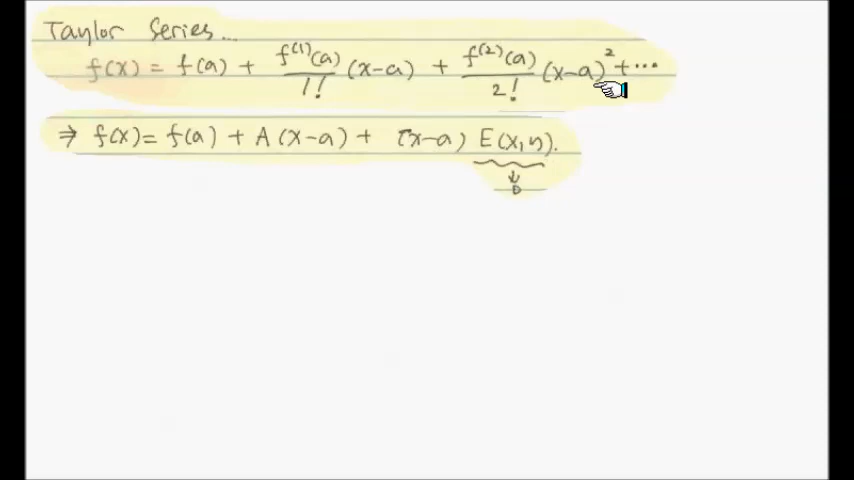 Taylor Series...
f(x) = f(a) + f⁽¹⁾(a)/1! (x-a) + f⁽²⁾(a)/2! (x-a)² + ...
⇒ f(x) = f(a) + A(x-a) + (x-a) E(x,n).
↓
0